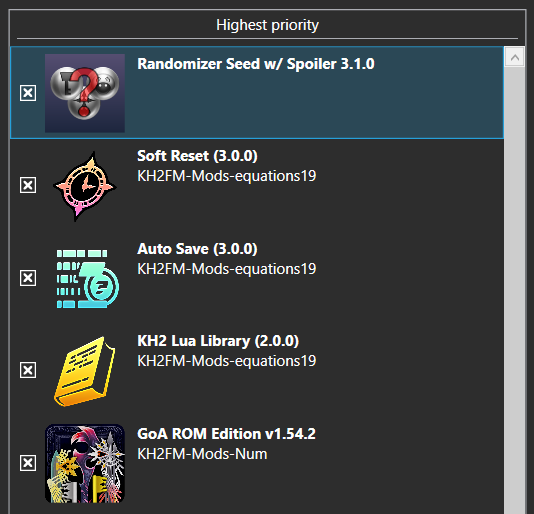 Highest priority
Randomizer Seed w/ Spoiler 3.1.0
Soft Reset (3.0.0)
KH2FM-Mods-equations19
Auto Save (3.0.0)
KH2FM-Mods-equations19
KH2 Lua Library (2.0.0)
KH2FM-Mods-equations19
GoA ROM Edition v1.54.2
KH2FM-Mods-Num